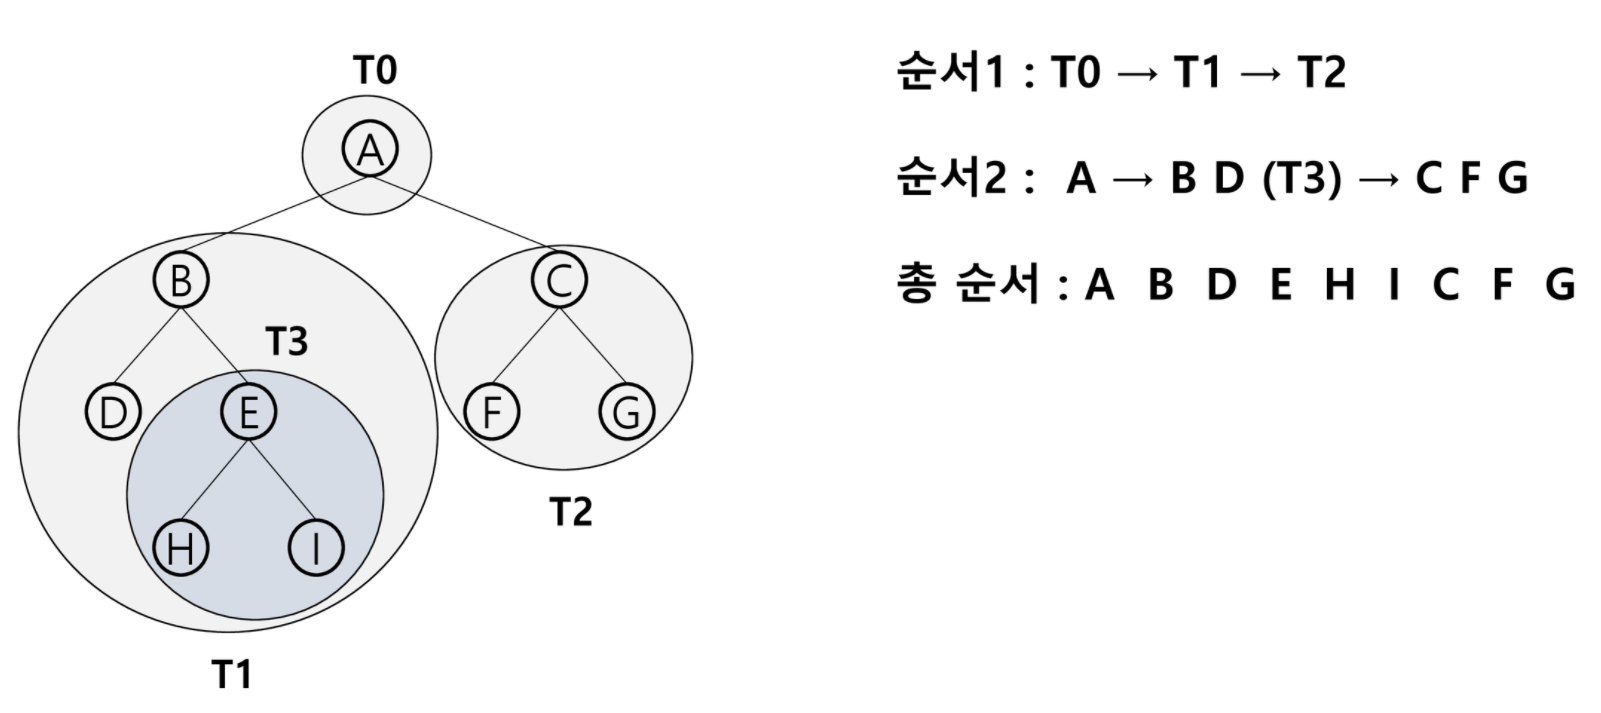 T0
A
B
C
T3
D
E
F
G
H
I
T2
T1
순서1 : T0 → T1 → T2
순서2 : A → B D (T3) → C F G
총 순서 : A B D E H I C F G